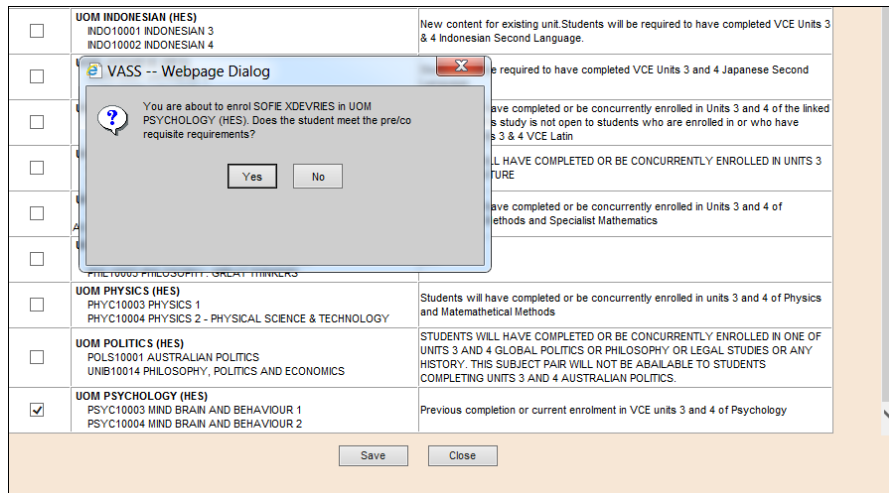 UOM INDONESIAN (HES)
INDO10001 INDONESIAN 3
INDO10002 INDONESIAN 4
New content for existing unit.Students will be required to have completed VCE Units 3
& 4 Indonesian Second Language.
VASS -- Webpage Dialog
You are about to enrol SOFIE XDEVRIES in UOM
PSYCHOLOGY (HES). Does the student meet the pre/co
requisite requirements?
Yes
No
e required to have completed VCE Units 3 and 4 Japanese Second
ave completed or be concurrently enrolled in Units 3 and 4 of the linked
s study is not open to students who are enrolled in or who have
s 3 & 4 VCE Latin
LL HAVE COMPLETED OR BE CONCURRENTLY ENROLLED IN UNITS 3
TURE
ave completed or be concurrently enrolled in Units 3 and 4 of
ethods and Specialist Mathematics
PHIL10003 PHILOSOPHY: GREAT THINKERS
UOM PHYSICS (HES)
PHYC10003 PHYSICS 1
PHYC10004 PHYSICS 2 - PHYSICAL SCIENCE & TECHNOLOGY
Students will have completed or be concurrently enrolled in units 3 and 4 of Physics
and Matemathetical Methods
UOM POLITICS (HES)
POLS10001 AUSTRALIAN POLITICS
UNIB10014 PHILOSOPHY, POLITICS AND ECONOMICS
STUDENTS WILL HAVE COMPLETED OR BE CONCURRENTLY ENROLLED IN ONE OF
UNITS 3 AND 4 GLOBAL POLITICS OR PHILOSOPHY OR LEGAL STUDIES OR ANY
HISTORY. THIS SUBJECT PAIR WILL NOT BE ABAILABLE TO STUDENTS
COMPLETING UNITS 3 AND 4 AUSTRALIAN POLITICS.
UOM PSYCHOLOGY (HES)
PSYC10003 MIND BRAIN AND BEHAVIOUR 1
PSYC10004 MIND BRAIN AND BEHAVIOUR 2
Previous completion or current enrolment in VCE units 3 and 4 of Psychology
Save
Close